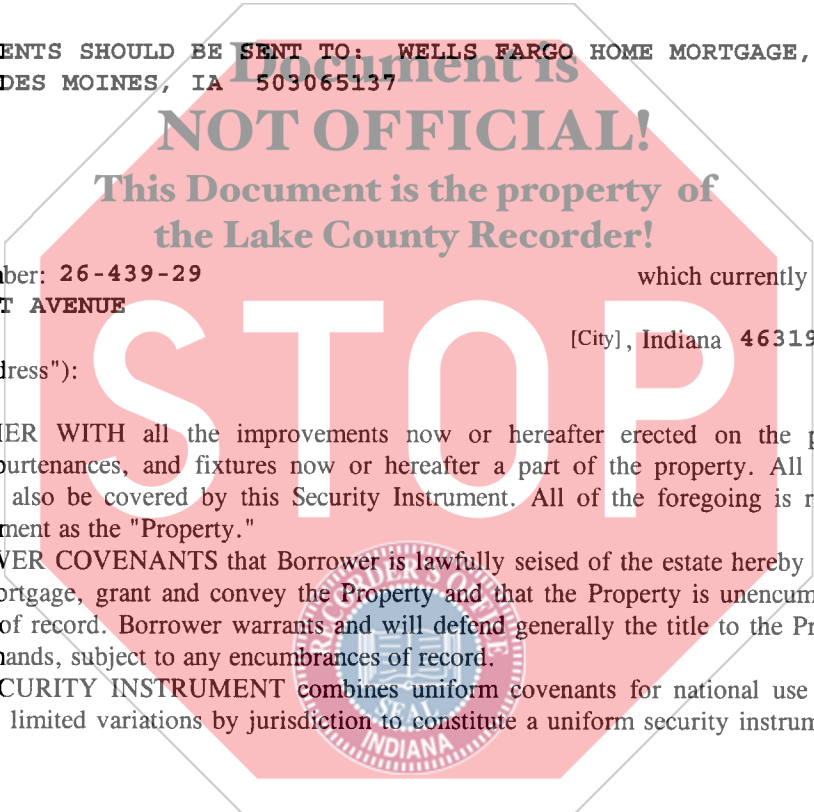 ENTS SHOULD BE SENT TO: WELLS FARGO HOME MORTGAGE,
DES MOINES, IA 503065137
Document is
NOT OFFICIAL!
This Document is the property of
the Lake County Recorder!
ber: 26-439-29 which currently
T AVENUE
[City], Indiana 46319
dress"):
STOP
ER WITH all the improvements now or hereafter erected on the p
purtenances, and fixtures now or hereafter a part of the property. All
also be covered by this Security Instrument. All of the foregoing is r
ment as the "Property."
VER COVENANTS that Borrower is lawfully seised of the estate hereby
ortgage, grant and convey the Property and that the Property is unencum
of record. Borrower warrants and will defend generally the title to the Pr
ands, subject to any encumbrances of record.
CURITY INSTRUMENT combines uniform covenants for national use
limited variations by jurisdiction to constitute a uniform security instrum
RECORDER'S OFFICE
SEAL
INDIANA